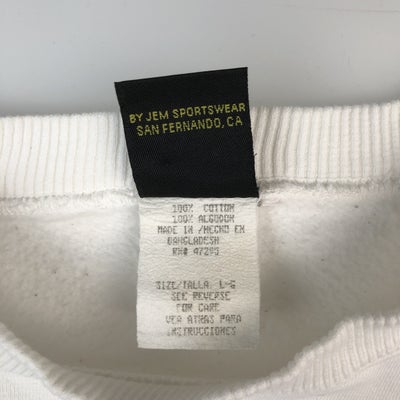 BY JEM SPORTSWEAR
SAN FERNANDO, CA
100% COTTON
100% ALGODON
MADE IN /HECHO EN
BANGLADESH
RN# 47293
SIZE/TALLA: L-G
SEE REVERSE
FOR CARE
VER ATRAS PARA
INSTRUCCIONES